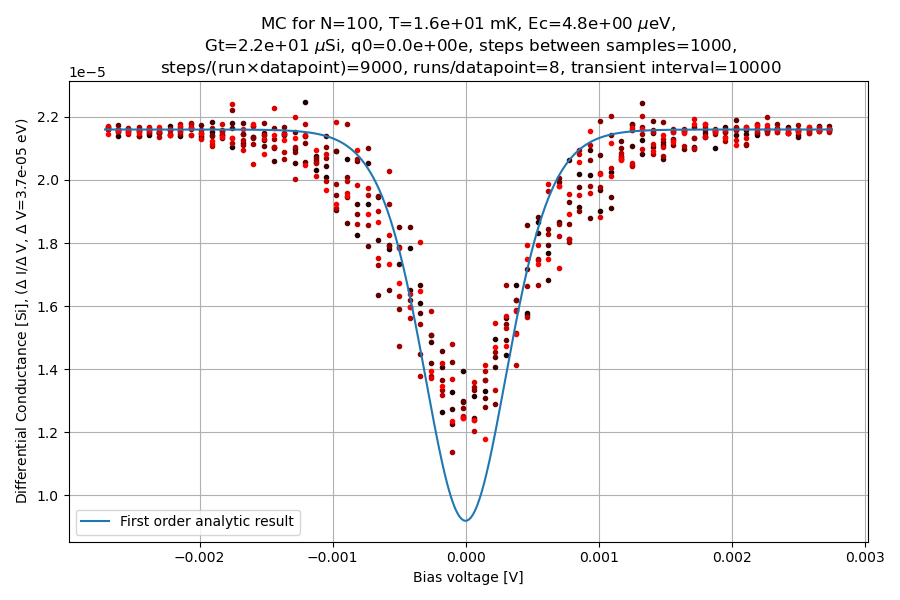 MC for N=100, T=1.6e+01 mK, Ec=4.8e+00 μeV,
Gt=2.2e+01 μSi, q0=0.0e+00e, steps between samples=1000,
steps/(run×datapoint)=9000, runs/datapoint=8, transient interval=10000
1e−5
2.2
2.0
1.8
1.6
1.4
1.2
1.0
Differential Conductance [Si], (Δ I/Δ V, Δ V=3.7e-05 eV)
First order analytic result
−0.002
−0.001
0.000
0.001
0.002
0.003
Bias voltage [V]